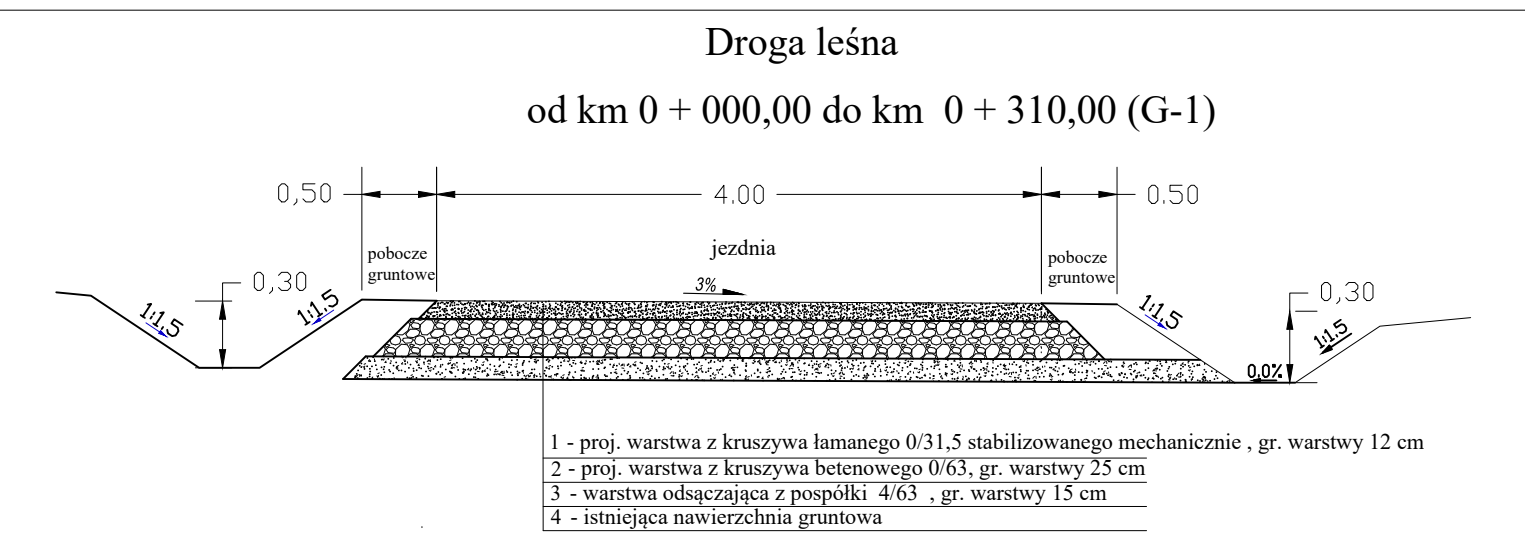 Droga leśna
od km 0 + 000,00 do km 0 + 310,00 (G-1)
0,50
4.00
0.50
pobocze
gruntowe
jezdnia
pobocze
gruntowe
0,30
3%
0,30
1:1.5
1:1.5
1:1.5
1:1.5
0.0%
1 - proj. warstwa z kruszywa łamanego 0/31,5 stabilizowanego mechanicznie , gr. warstwy 12 cm
2 - proj. warstwa z kruszywa betenowego 0/63, gr. warstwy 25 cm
3 - warstwa odsączająca z pospółki 4/63 , gr. warstwy 15 cm
4 - istniejąca nawierzchnia gruntowa